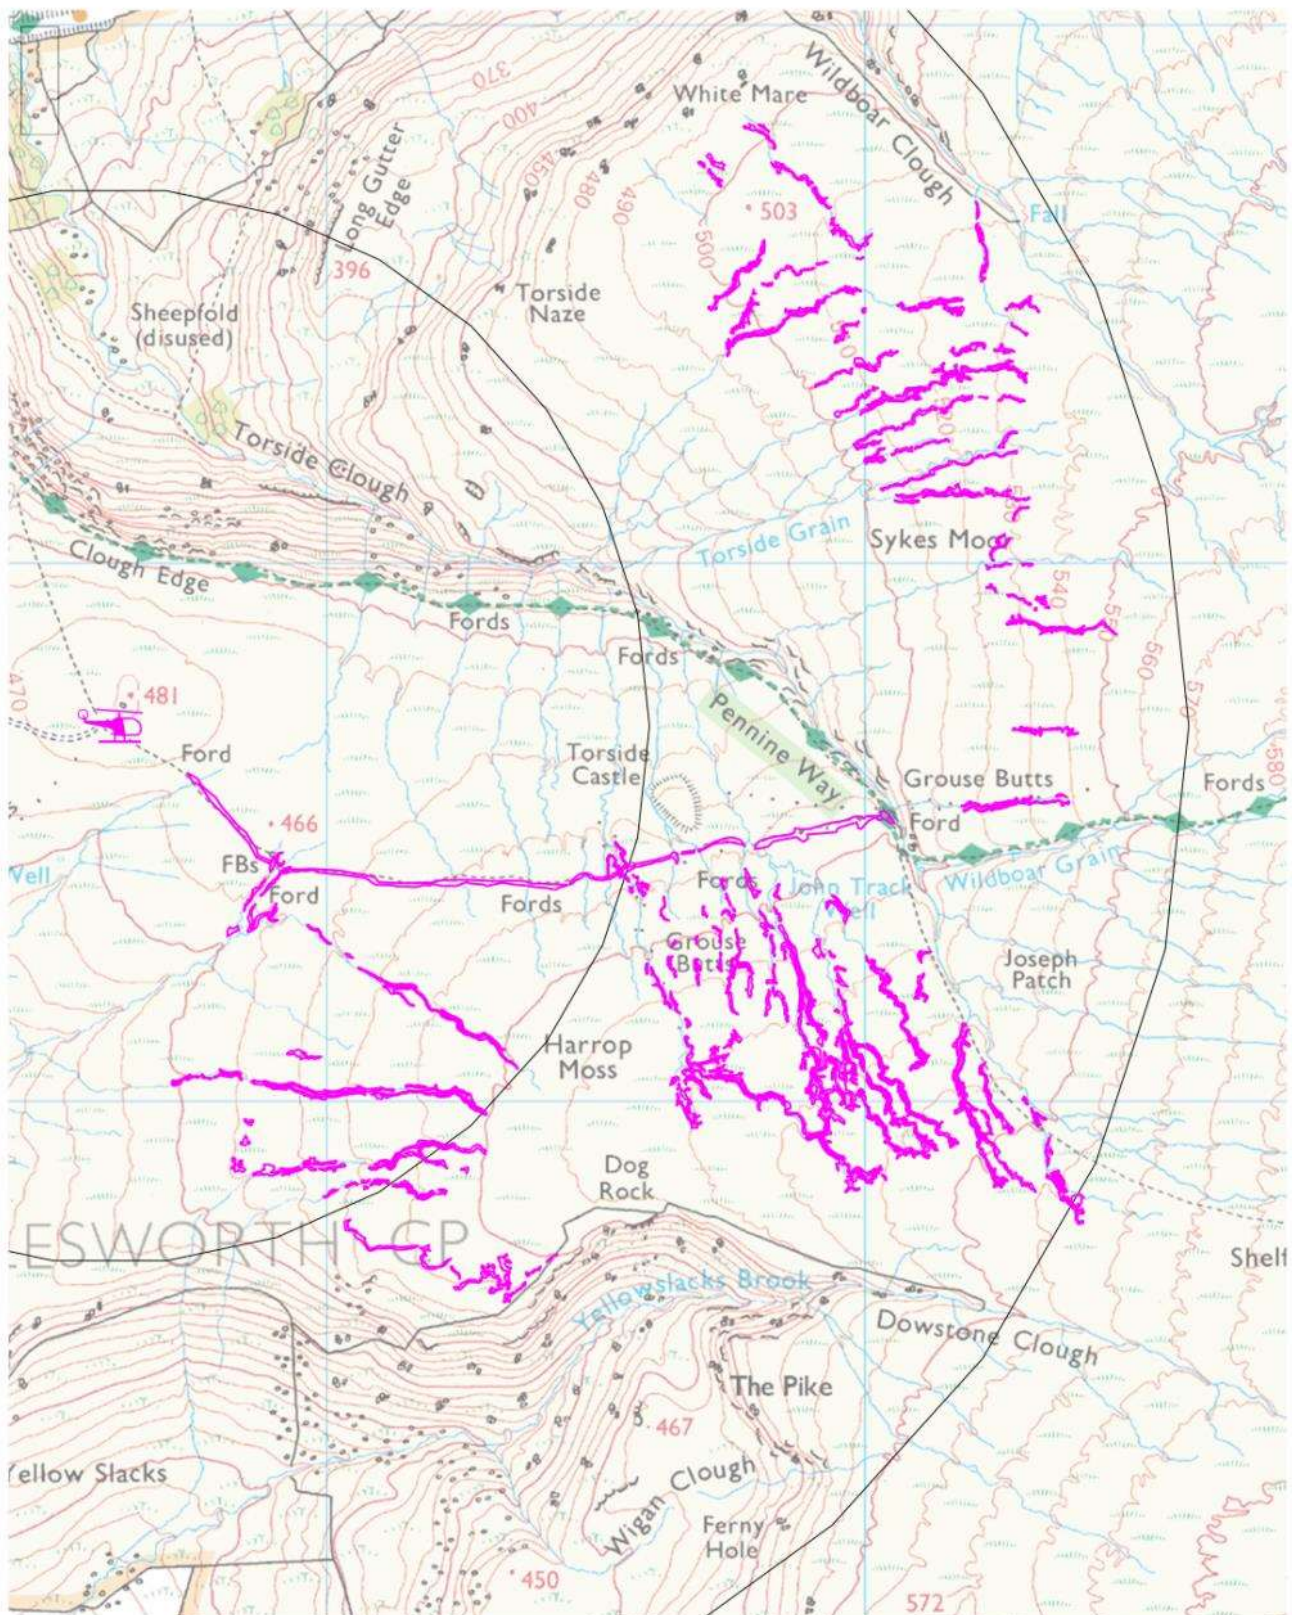 370
White Mare
Wildboar Clough
400
Long Gutter
Edge
450
480
490
503
500
Fall
396
Torside
Naze
Sheepfold
(disused)
Torside Clough
Torside Grain
Sykes Moor
Clough Edge
540
Fords
Fords
550
560
470
481
570
Pennine Way
Ford
Torside
Castle
Grouse Butts
Fords
580
466
Ford
FBs
Well
Ford
Fords
Fords
John Track
Well
Wildboar Grain
Grouse
Butts
Joseph
Patch
Harrop
Moss
Dog
Rock
LESWORTH CP
Shelf
Yellowslacks Brook
Dowstone Clough
The Pike
467
Yellow Slacks
Wigan Clough
Ferny
Hole
450
572